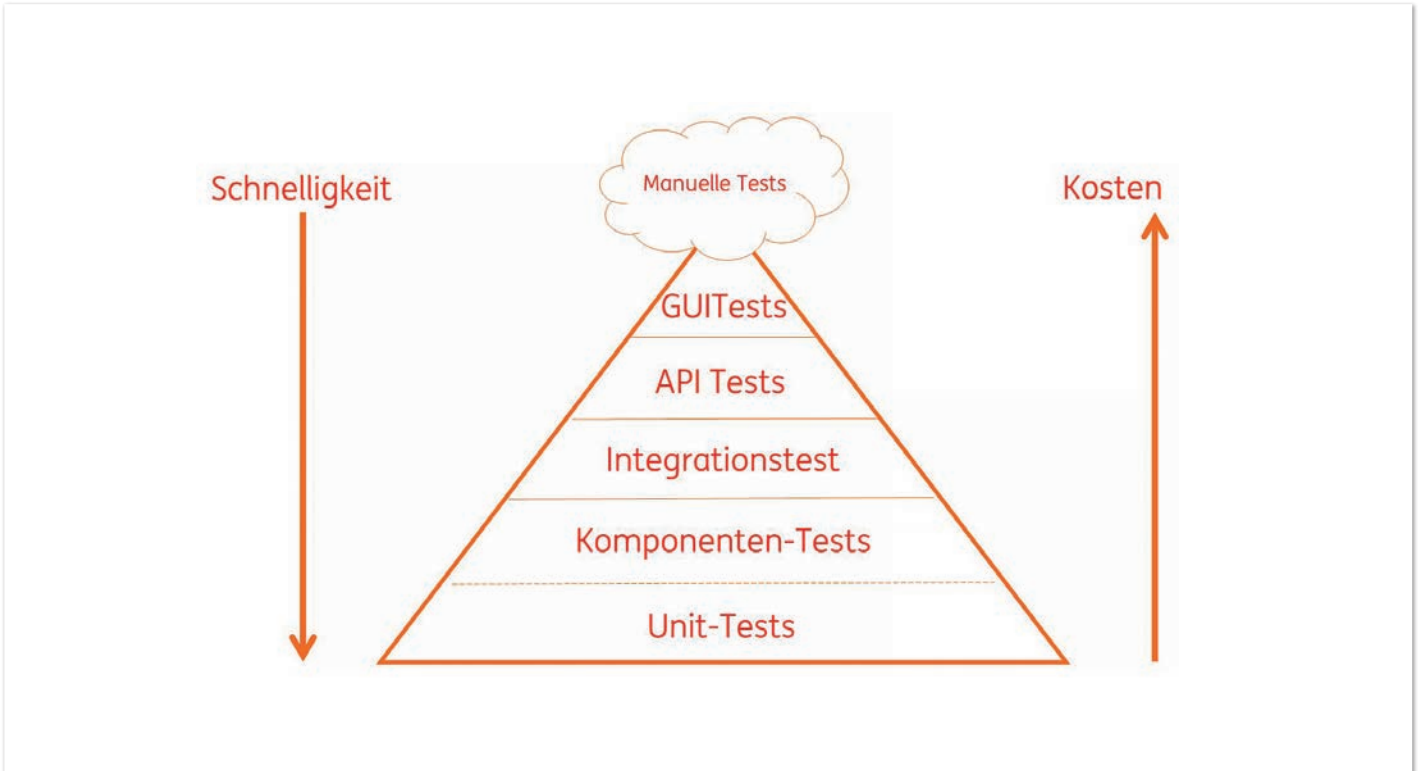 Manuelle Tests
Schnelligkeit
Kosten
GUITests
API Tests
Integrationstest
Komponenten-Tests
Unit-Tests